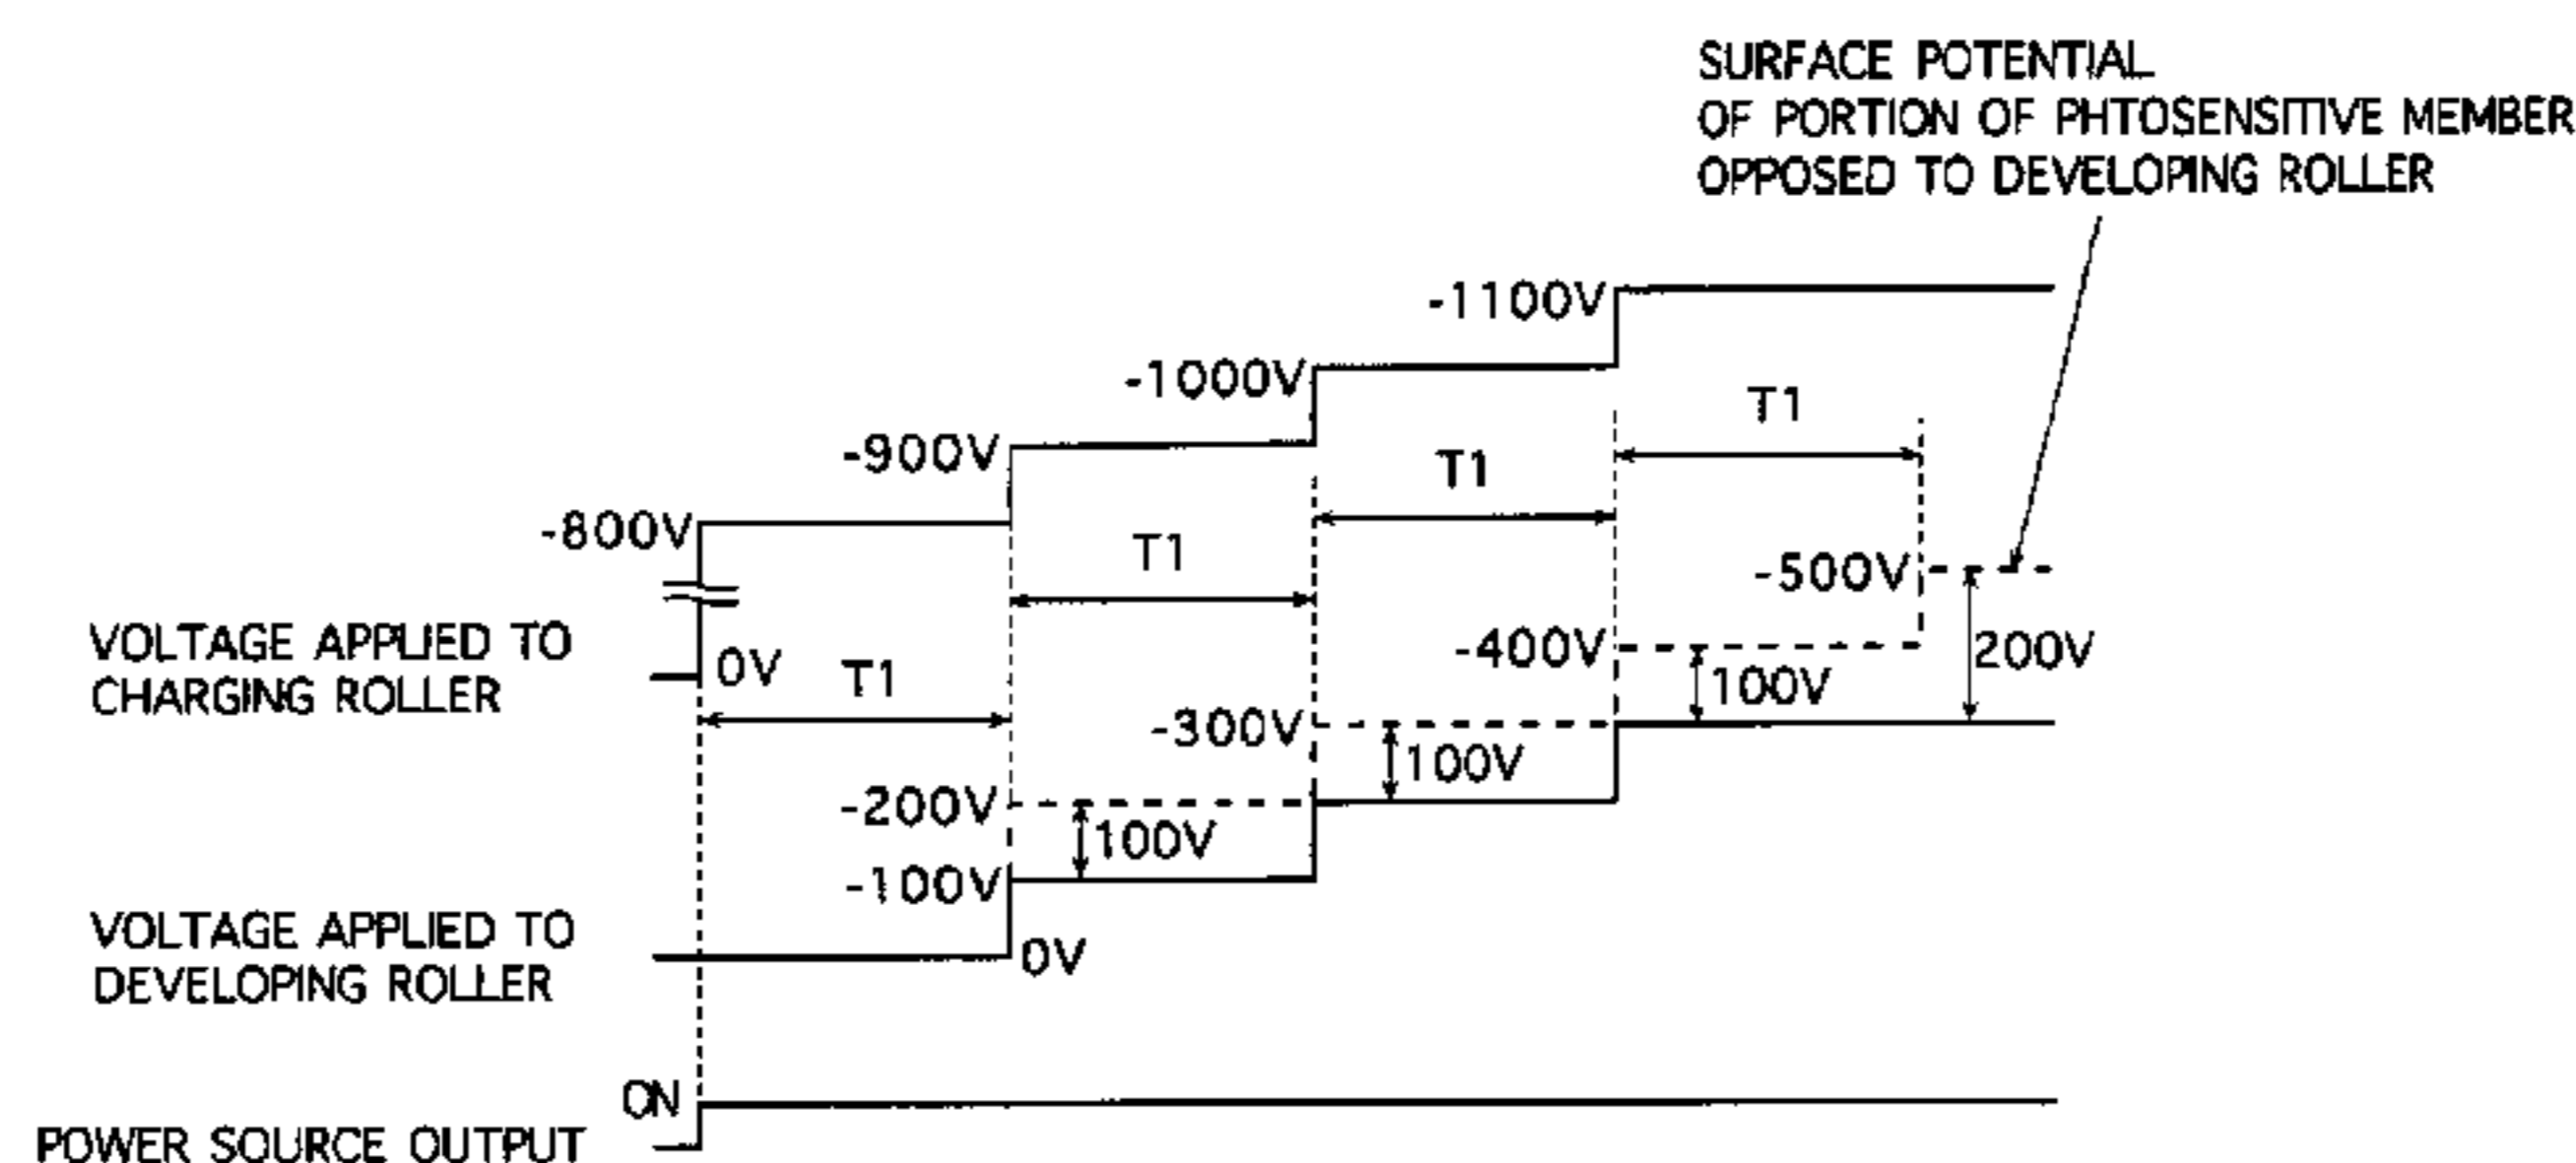 SURFACE POTENTIAL
OF PORTION OF PHTOSENSITIVE MEMBER
OPPOSED TO DEVELOPING ROLLER
-1100V
-1000V
T1
-900V
T1
-800V
T1
-500V
VOLTAGE APPLIED TO
CHARGING ROLLER
0V
T1
-400V
100V
200V
-300V
100V
-200V
100V
-100V
VOLTAGE APPLIED TO
DEVELOPING ROLLER
0V
ON
POWER SOURCE OUTPUT